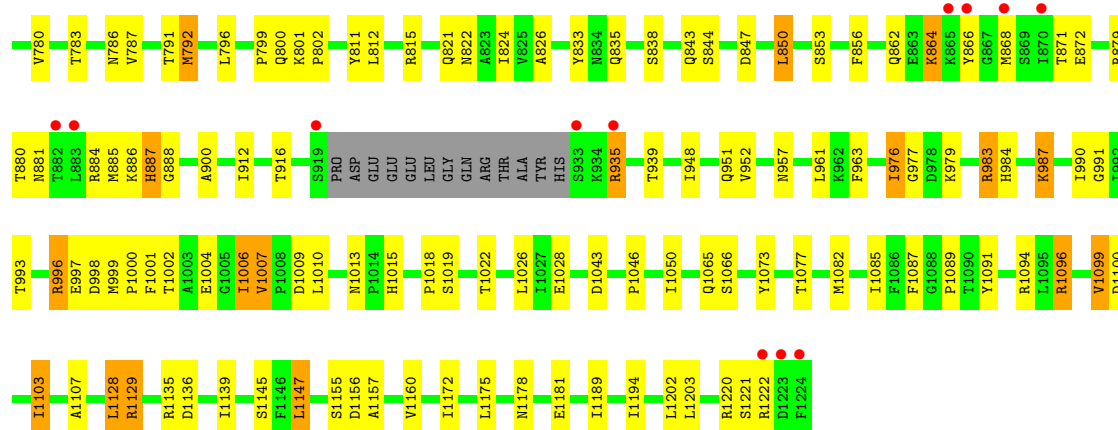 V780 T783 N786 V787 T791 M792 L796 P799 Q800 K801 P802 Y811 L812 R815 Q821 N822 A823 I824 V825 A826 Y833 N834 Q835 S838 Q843 S844 D847 L850 S853 F856 Q862 E863 K864 K865 Y866 G867 M868 S869 I870 T871 E872 R879
T880 N881 T882 L883 R884 M885 K886 H887 G888 A900 I912 T916 S919 PRO ASP GLU GLU GLU LEU GLY GLN ARG THR ALA TYR HIS S933 K934 R935 T939 I948 Q951 V952 N957 L961 K962 F963 I976 G977 D978 K979 R983 H984 K987 I990 G991 I992
T993 R996 E997 D998 M999 P1000 F1001 T1002 A1003 E1004 G1005 I1006 V1007 P1008 D1009 L1010 N1013 P1014 H1015 P1018 S1019 T1022 L1026 I1027 E1028 D1043 P1046 I1050 Q1065 S1066 Y1073 T1077 M1082 I1085 F1086 F1087 G1088 P1089 T1090 Y1091 R1094 L1095 R1096 V1099 D1100
I1103 A1107 L1128 R1129 R1135 D1136 I1139 S1145 F1146 L1147 S1155 D1156 A1157 V1160 I1172 L1175 N1178 E1181 I1189 I1194 L1202 L1203 R1220 S1221 R1222 D1223 F1224